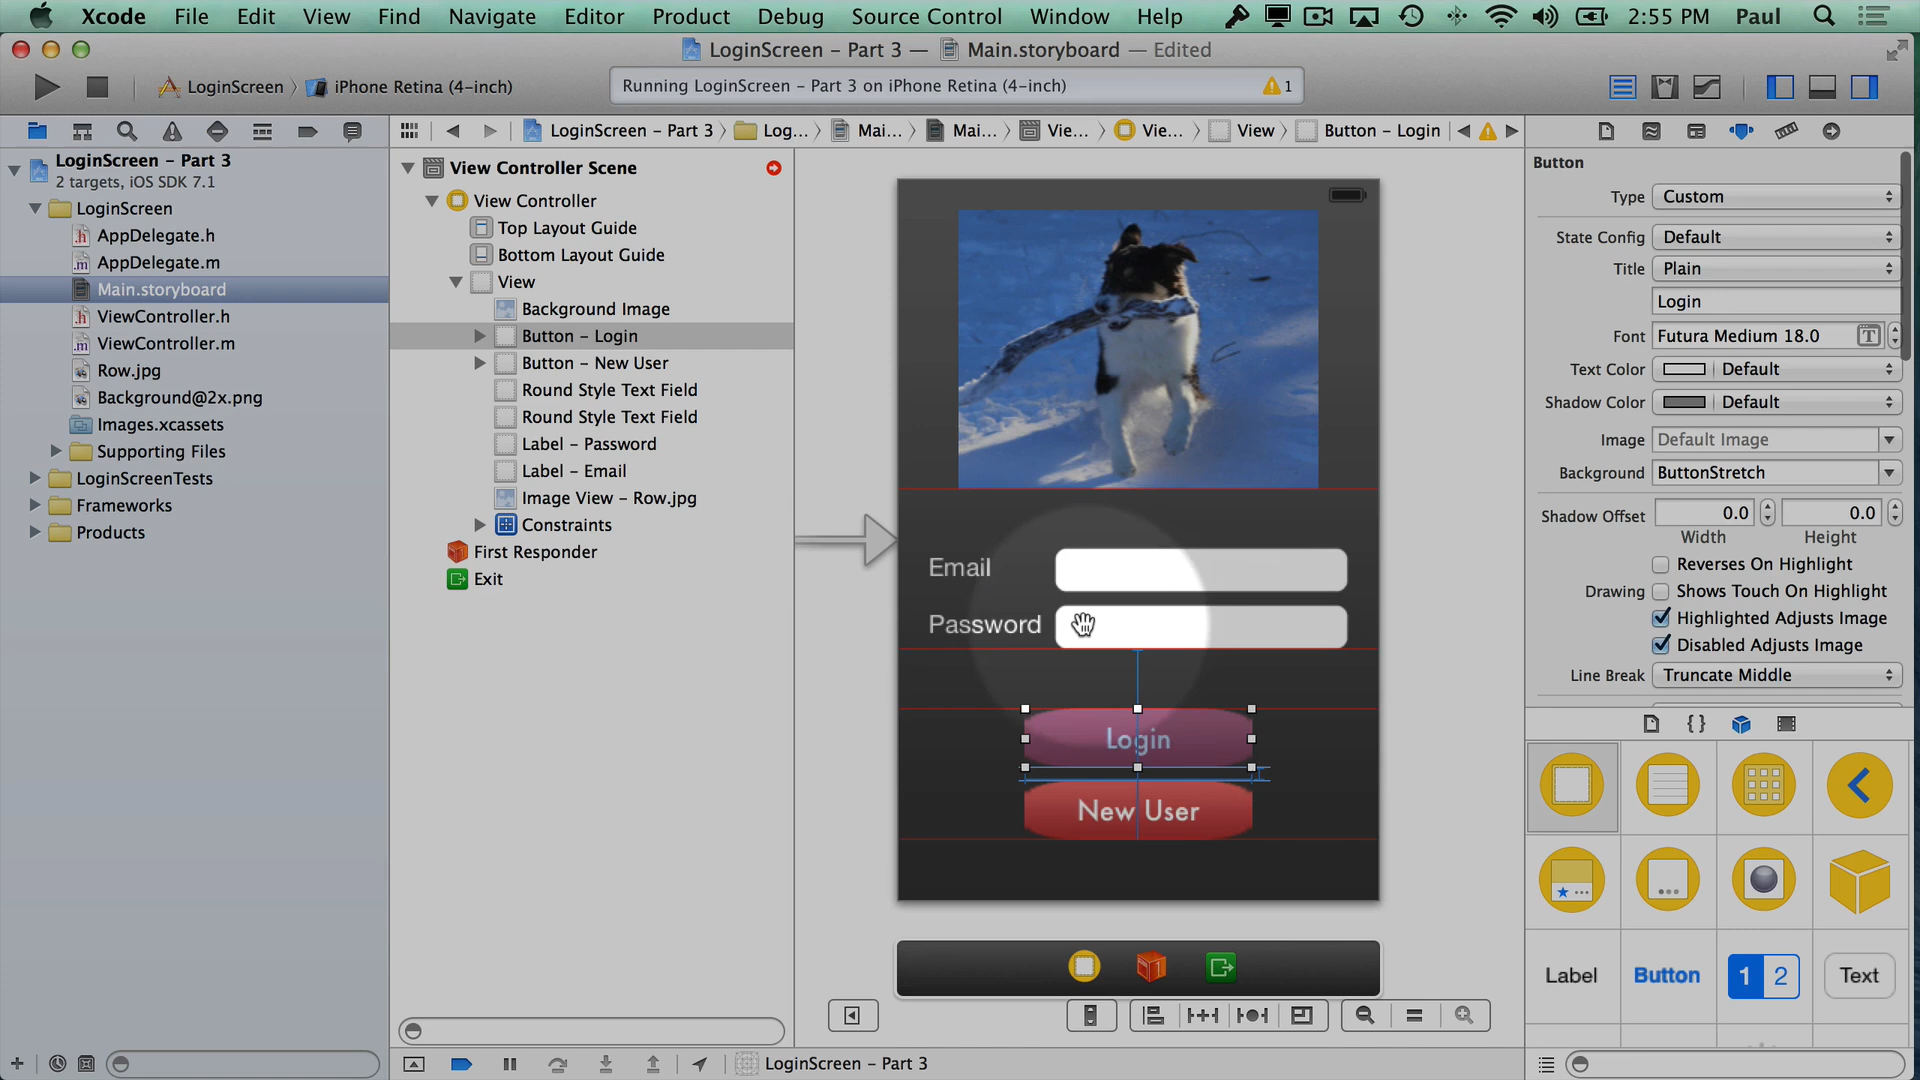 Xcode File Edit View Find Navigate Editor Product Debug Source Control Window Help 2:55 PM Paul
LoginScreen - Part 3 — Main.storyboard — Edited
LoginScreen iPhone Retina (4-inch) Running LoginScreen - Part 3 on iPhone Retina (4-inch) 1
LoginScreen - Part 3 Log... Mai... Mai... Vie... Vie... View Button - Login
LoginScreen - Part 3
2 targets, iOS SDK 7.1
LoginScreen
AppDelegate.h
AppDelegate.m
Main.storyboard
ViewController.h
ViewController.m
Row.jpg
Background@2x.png
Images.xcassets
Supporting Files
LoginScreenTests
Frameworks
Products
View Controller Scene
View Controller
Top Layout Guide
Bottom Layout Guide
View
Background Image
Button - Login
Button - New User
Round Style Text Field
Round Style Text Field
Label - Password
Label - Email
Image View - Row.jpg
Constraints
First Responder
Exit
Email
Password
Login
New User
Button
Type Custom
State Config Default
Title Plain
Login
Font Futura Medium 18.0
Text Color Default
Shadow Color Default
Image Default Image
Background ButtonStretch
Shadow Offset 0.0 0.0
Width Height
Reverses On Highlight
Drawing Shows Touch On Highlight
Highlighted Adjusts Image
Disabled Adjusts Image
Line Break Truncate Middle
Label Button 1 2 Text
LoginScreen - Part 3